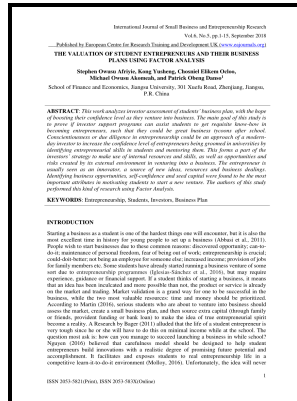 International Journal of Small Business and Entrepreneurship Research
Vol.6, No.5, pp.1-15, September 2018
Published by European Centre for Research Training and Development UK (www.eajournals.org)
THE VALUATION OF STUDENT ENTREPRENEURS AND THEIR BUSINESS
PLANS USING FACTOR ANALYSIS
Stephen Owusu Afriyie, Kong Yusheng, Chosniel Elikem Ocloo,
Michael Owusu Akomeah, and Patrick Obeng Danso
School of Finance and Economics, Jiangsu University, 301 Xuefu Road, Zhenjiang, Jiangsu,
P.R. China
ABSTRACT: This work analyzes investor assessment of students' business plan, with the hope
of boosting their confidence level as they venture into business. The main goal of this study is
to prove if investor support programs can assist students to get requisite know-how in
becoming entrepreneurs, such that they could be great business icons after school.
Conscientiousness or due diligence in entrepreneurship could be an approach of a modern-
day investor to increase the confidence level of entrepreneurs being groomed in universities by
identifying entrepreneurial skills in students and mentoring them. This forms a part of the
investors' strategy to make use of internal resources and skills, as well as opportunities and
risks created by its external environment in venturing into a business. The entrepreneur is
usually seen as an innovator, a source of new ideas, resources and business dealings.
Identifying business opportunities, self-confidence and seed capital were found to be the most
important attributes in motivating students to start a new venture. The authors of this study
performed this kind of research using Factor Analysis.
KEYWORDS: Entrepreneurship, Students, Investors, Business Plan
INTRODUCTION
Starting a business as a student is one of the hardest things one will encounter, but it is also the
most excellent time in history for young people to set up a business (Abbasi et al., 2011).
People wish to start businesses due to these common reasons: discovered opportunity; can-to-
do-it; maintenance of personal freedom, fear of being out of work; entrepreneurship is crucial;
could-do-better; not being an employee for someone else; increased income; provision of jobs
for family members etc. Some students have already started running a business venture of some
sort due to entrepreneurship programmes (Iglesias-Sánchez et al., 2016), but may require
experience, guidance or financial support. If a student thinks of starting a business, it means
that an idea has been inculcated and more possible than not, the product or service is already
on the market and trading. Market validation is a grand way for one to be successful in the
business, while the two most valuable resources: time and money should be prioritized.
According to Martin (2016), serious students who are about to venture into business should
assess the market, create a small business plan, and then source extra capital (through family
or friends, provident funding or bank loan) to make the idea of true entrepreneurial spirit
become a reality. A Research by Bager (2011) alluded that the life of a student entrepreneur is
very tough since he or she will have to do this on minimal income while at the school. The
question most ask is: how can you manage to succeed launching a business in while school?
Nguyen (2016) believed that carefulness model should be designed to help student
entrepreneurs build innovations with a realistic degree of promising future potential and
accomplishment. It facilitates and exposes students to real entrepreneurship life in a
competitive learn-it-to-do-it environment (Molloy, 2016). Unfortunately, the idea will never
1
ISSN 2053-5821(Print), ISSN 2053-583X(Online)